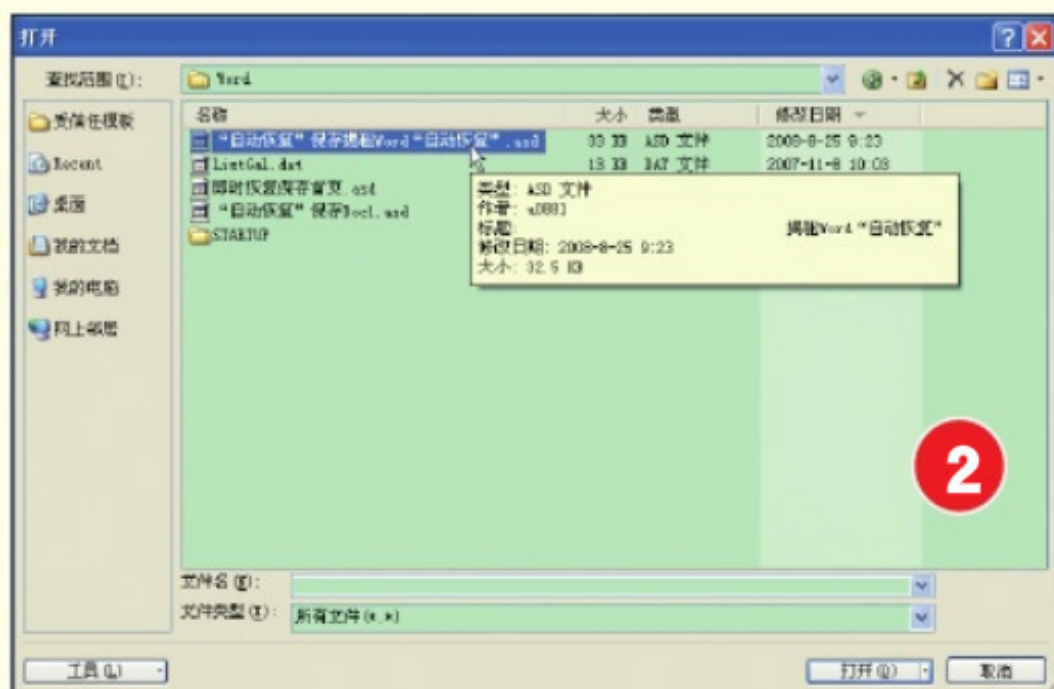 打开
查找范围(I): Word
受信任模板
Recent
桌面
我的文档
我的电脑
网上邻居
名称 大小 类型 修改日期
“自动恢复”保存揭秘Word“自动恢复”.asd 33 KB ASD 文件 2008-8-25 9:23
ListGal.dat 13 KB DAT 文件 2007-11-8 10:03
即时恢复保存首页.asd
“自动恢复”保存Doc1.asd
STARTUP
类型: ASD 文件
作者:
标题: 揭秘Word“自动恢复”
修改日期: 2008-8-25 9:23
大小: 32.5 KB
2
文件名(N):
文件类型(T): 所有文件(*.*)
工具(L) 打开(O) 取消